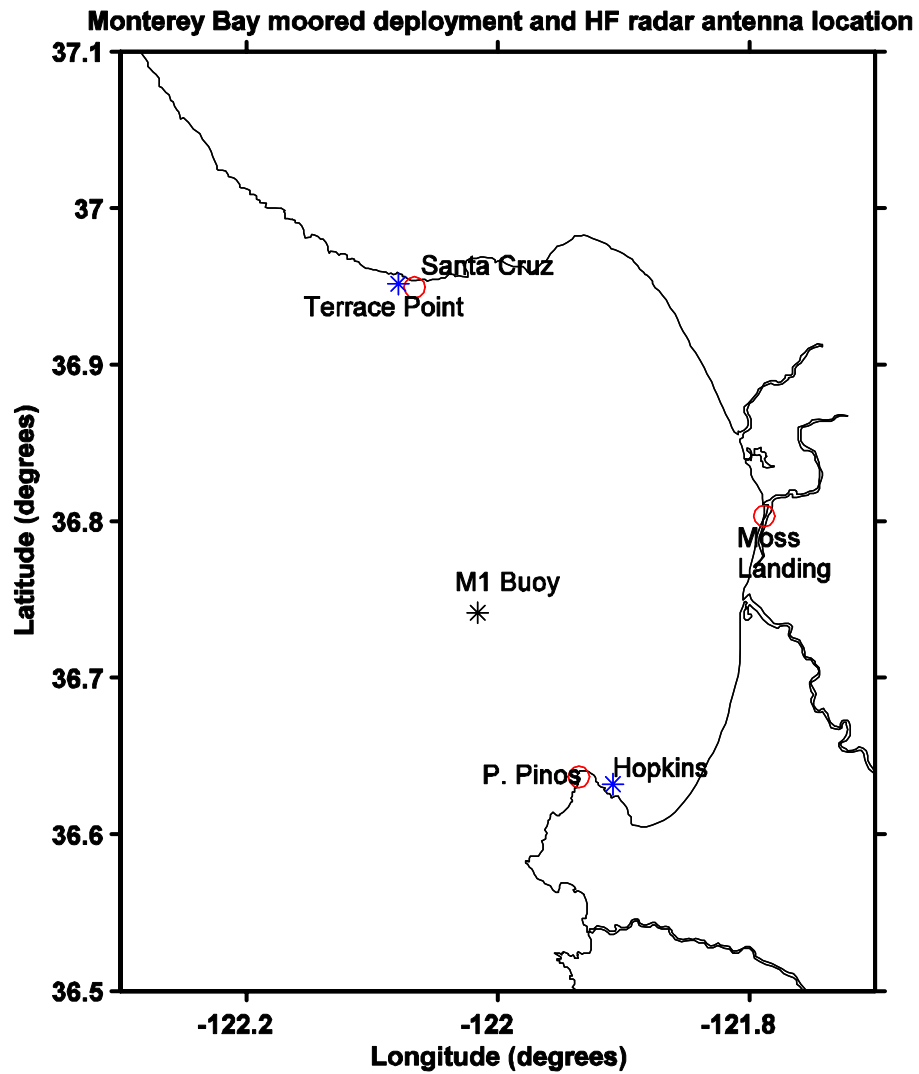 Monterey Bay moored deployment and HF radar antenna location
37.1
37
36.9
36.8
36.7
36.6
36.5
Latitude (degrees)
Santa Cruz
Terrace Point
Moss
Landing
M1 Buoy
P. Pinos
Hopkins
-122.2
-122
-121.8
Longitude (degrees)